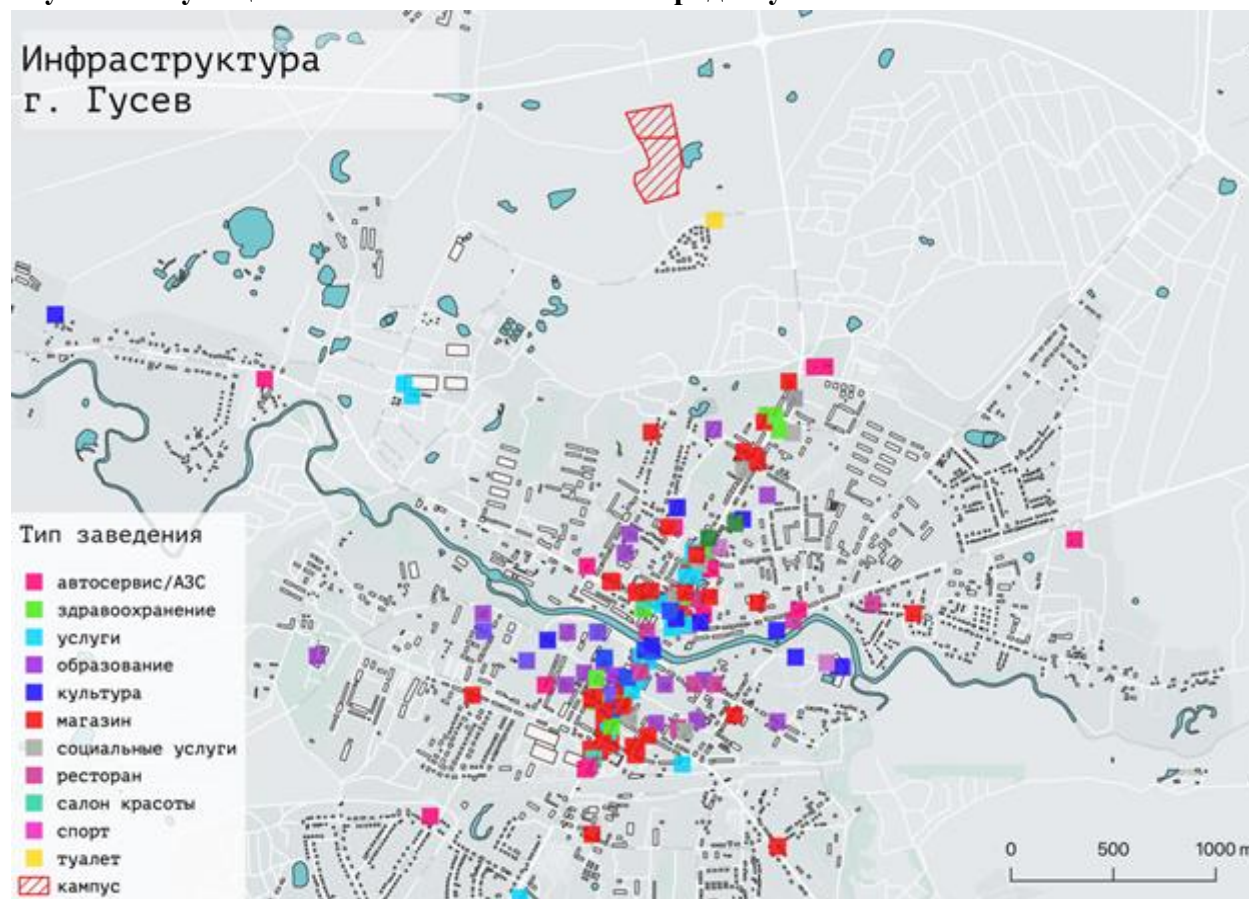 Инфраструктура
г. Гусев
Тип заведения
автосервис/АЗС
здравоохранение
услуги
образование
культура
магазин
социальные услуги
ресторан
салон красоты
спорт
туалет
кампус
0 500 1000 m